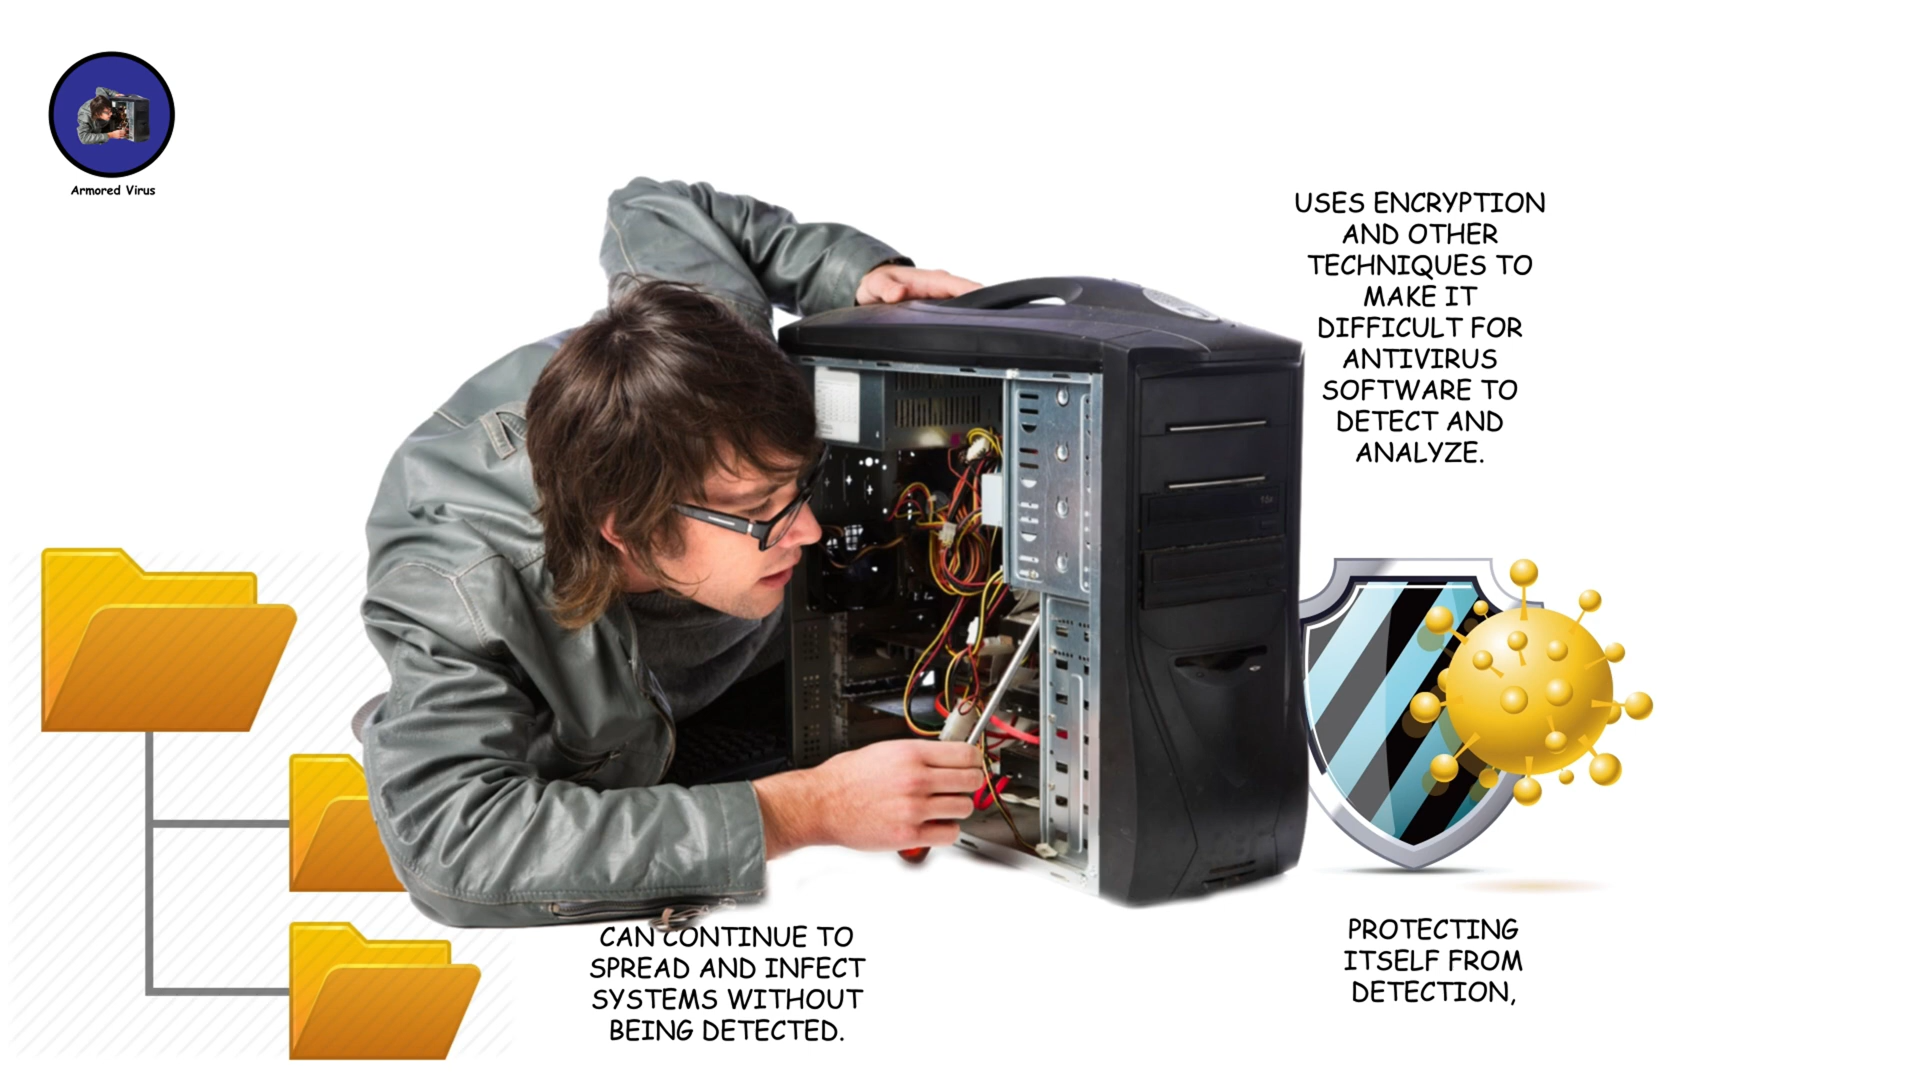 Armored Virus
USES ENCRYPTION
AND OTHER
TECHNIQUES TO
MAKE IT
DIFFICULT FOR
ANTIVIRUS
SOFTWARE TO
DETECT AND
ANALYZE.
PROTECTING
ITSELF FROM
DETECTION,
CAN CONTINUE TO
SPREAD AND INFECT
SYSTEMS WITHOUT
BEING DETECTED.